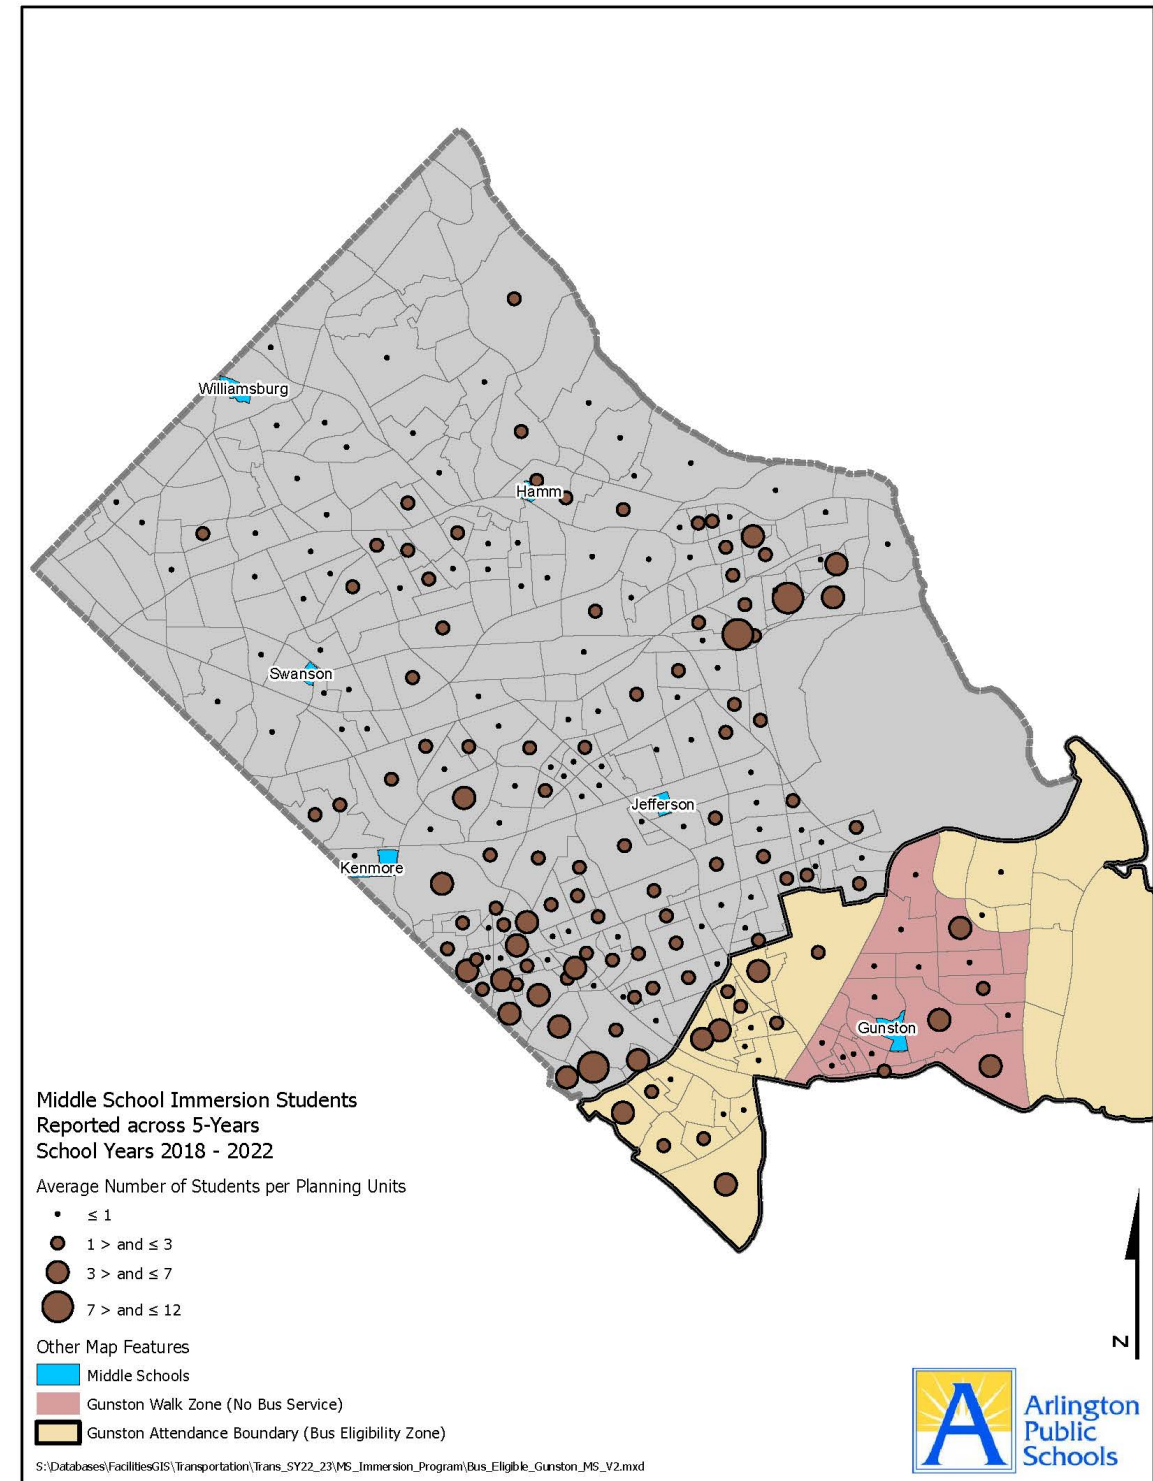 Williamsburg
Hamm
Swanson
Jefferson
Kenmore
Gunston
Middle School Immersion Students
Reported across 5-Years
School Years 2018 - 2022
Average Number of Students per Planning Units
≤ 1
1 > and ≤ 3
3 > and ≤ 7
7 > and ≤ 12
Other Map Features
Middle Schools
Gunston Walk Zone (No Bus Service)
Gunston Attendance Boundary (Bus Eligibility Zone)
S:\Databases\FacilitiesGIS\Transportation\Trans_SY22_23\MS_Immersion_Program\Bus_Eligible_Gunston_MS_V2.mxd
N
A
Arlington
Public
Schools